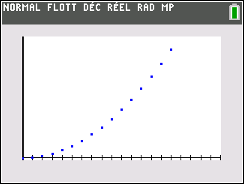 NORMAL FLOTT DÉC RÉEL RAD MP